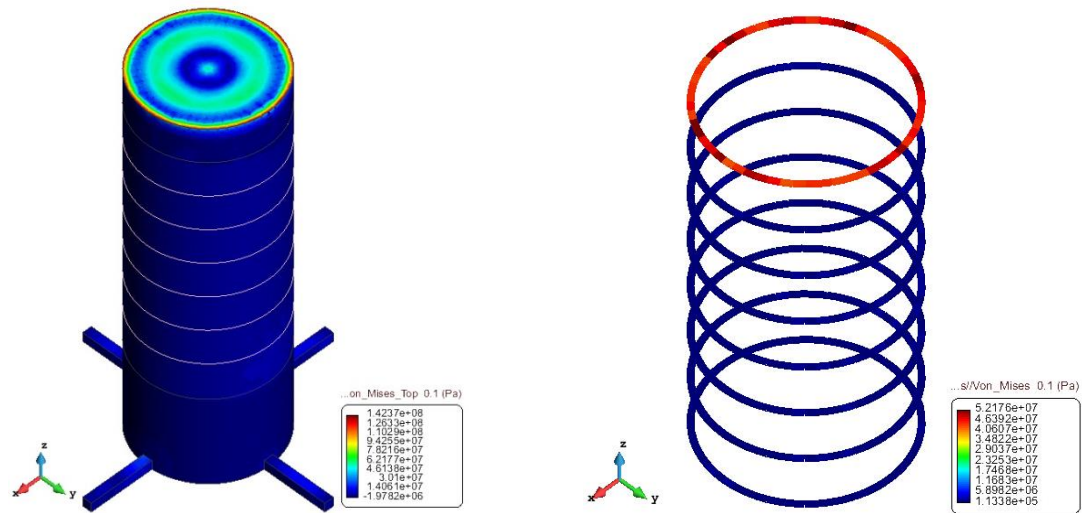 ...on_Mises_Top 0.1 (Pa)
1.4237e+08
1.2633e+08
1.1029e+08
9.4255e+07
7.8216e+07
6.2177e+07
4.6138e+07
3.01e+07
1.4061e+07
-1.9782e+06
z
x
y
...s//Von_Mises 0.1 (Pa)
5.2176e+07
4.6392e+07
4.0607e+07
3.4822e+07
2.9037e+07
2.3253e+07
1.7468e+07
1.1683e+07
5.8982e+06
1.1338e+05
z
x
y